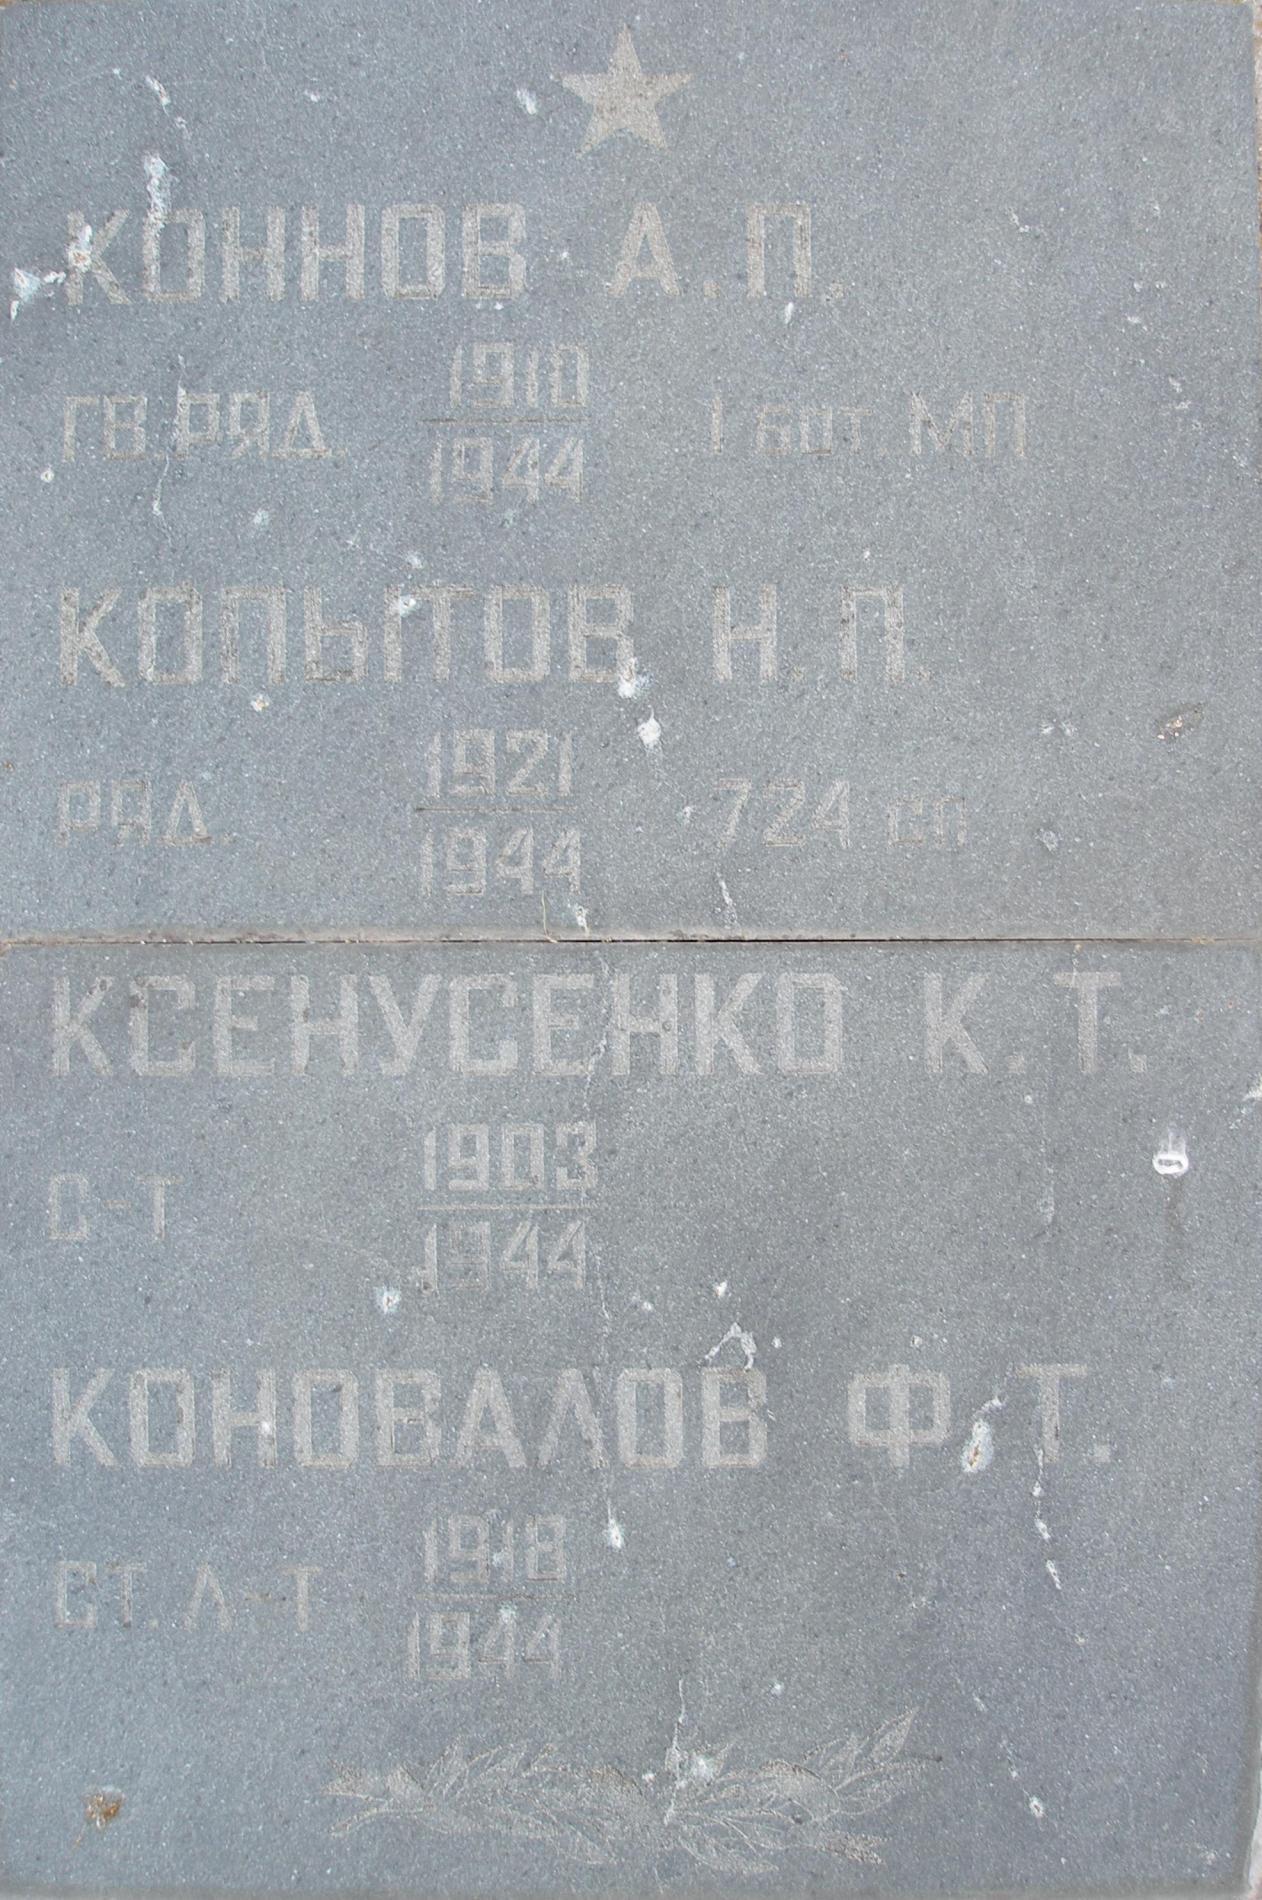 КОННОВ А.П.
ГВ.РЯД. 1910 1 бат. МП
1944
КОПЫТОВ Н.П.
РЯД. 1921 724 сп
1944
КСЕНУСЕНКО К.Т.
С-Т 1903
1944
КОНОВАЛОВ Ф.Т.
СТ.Л-Т 1918
1944